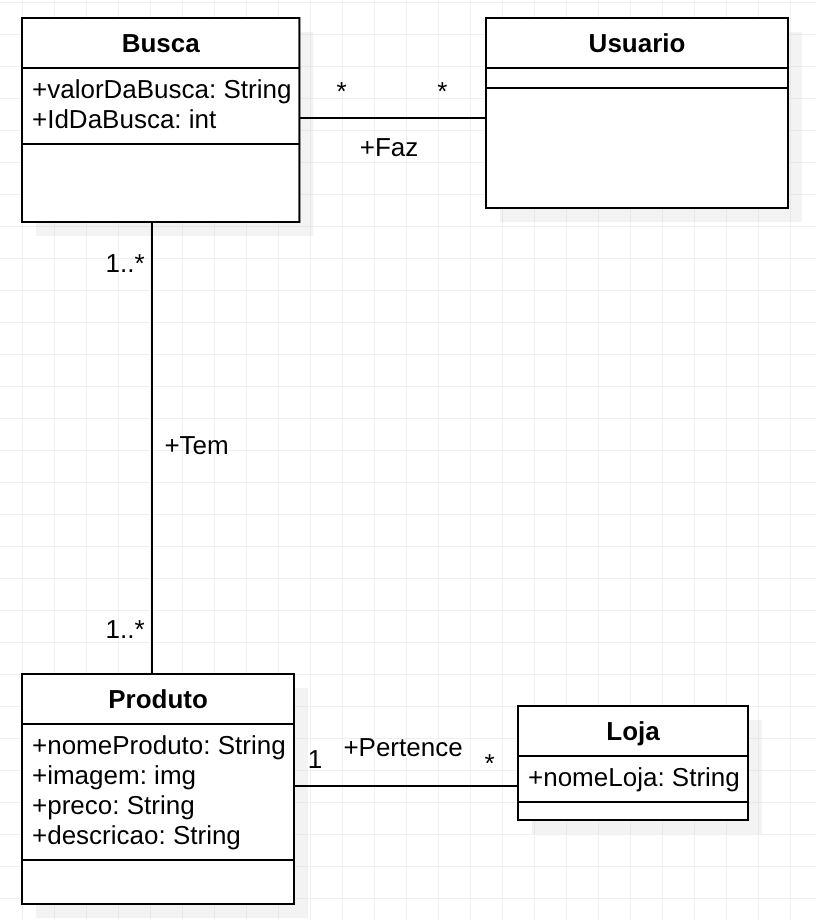 Busca
+valorDaBusca: String
+IdDaBusca: int
Usuario
* *
+Faz
1..*
+Tem
1..*
Produto
+nomeProduto: String
+imagem: img
+preco: String
+descricao: String
1
+Pertence
*
Loja
+nomeLoja: String